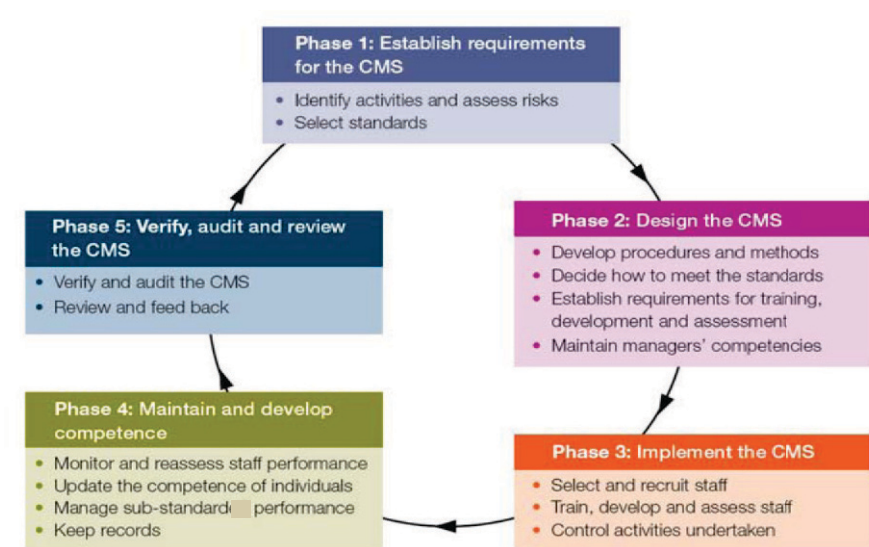 Phase 1: Establish requirements
for the CMS
• Identify activities and assess risks
• Select standards
Phase 2: Design the CMS
• Develop procedures and methods
• Decide how to meet the standards
• Establish requirements for training,
development and assessment
• Maintain managers' competencies
Phase 3: Implement the CMS
• Select and recruit staff
• Train, develop and assess staff
• Control activities undertaken
Phase 4: Maintain and develop
competence
• Monitor and reassess staff performance
• Update the competence of individuals
• Manage performance
• Keep records
Phase 5: Verify, audit and review
the CMS
• Verify and audit the CMS
• Review and feed back